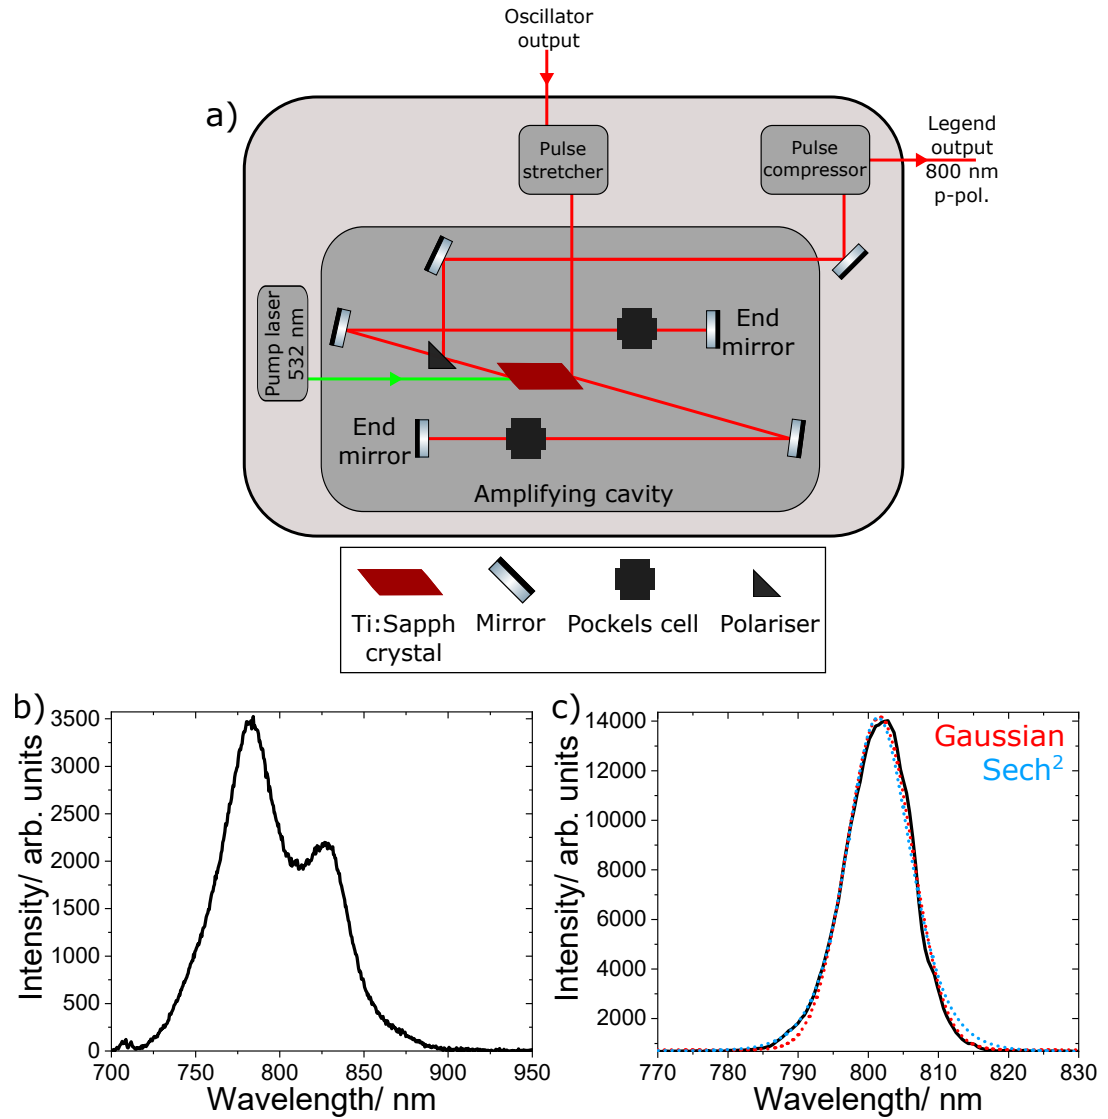 Oscillator
output
a)
Pulse
stretcher
Pulse
compressor
Legend
output
800 nm
p-pol.
Pump laser
532 nm
End
mirror
End
mirror
Amplifying cavity
Ti:Sapph
crystal
Mirror
Pockels cell
Polariser
b)
3500
3000
2500
2000
1500
1000
500
0
Intensity/ arb. units
700 750 800 850 900 950
Wavelength/ nm
c)
14000
12000
10000
8000
6000
4000
2000
Intensity/ arb. units
Gaussian
Sech²
770 780 790 800 810 820 830
Wavelength/ nm